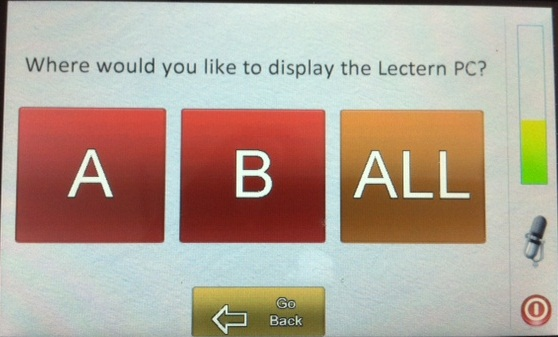 Where would you like to display the Lectern PC?
A
B
ALL
Go
Back